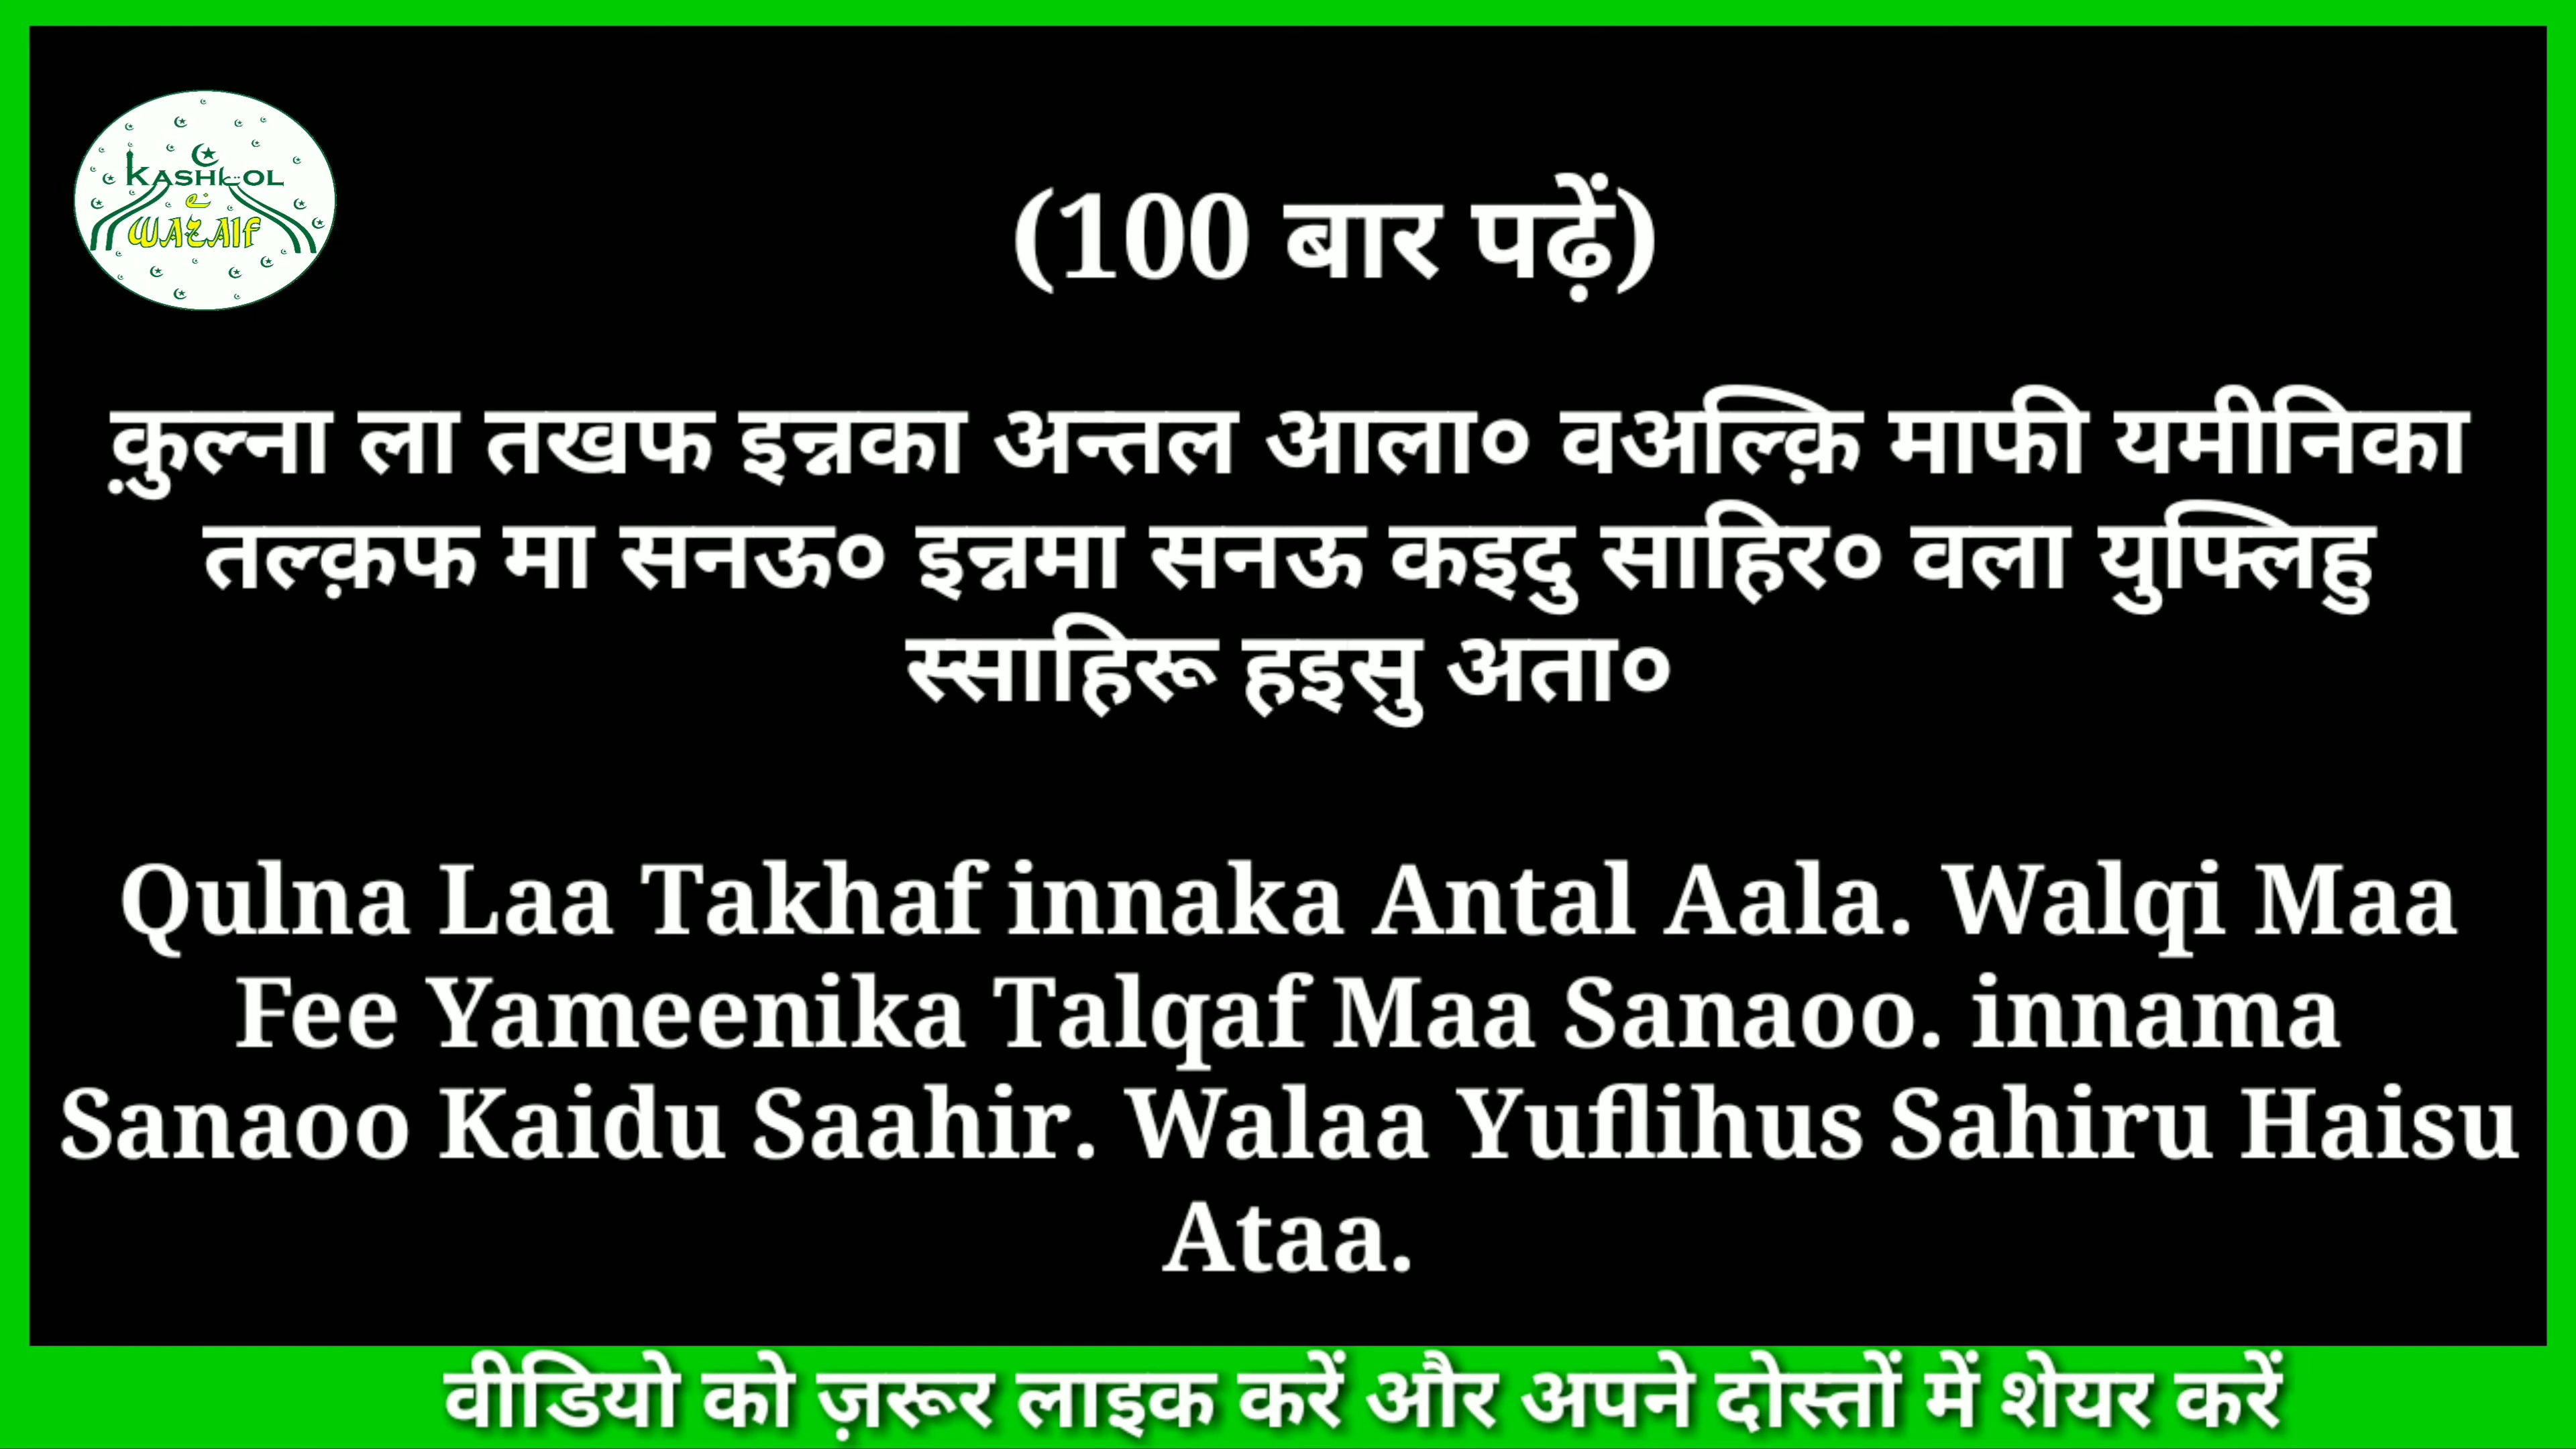 KASHKOL
e
WAZAIF
(100 बार पढ़ें)
क़ुल्ना ला तखफ इन्नका अन्तल आला० वअल्क़ि माफी यमीनिका
तल्क़फ मा सनऊ० इन्नमा सनऊ कइदु साहिर० वला युफ्लिहु
स्साहिरू हइसु अता०
Qulna Laa Takhaf innaka Antal Aala. Walqi Maa
Fee Yameenika Talqaf Maa Sanaoo. innama
Sanaoo Kaidu Saahir. Walaa Yuflihus Sahiru Haisu
Ataa.
वीडियो को ज़रूर लाइक करें और अपने दोस्तों में शेयर करें